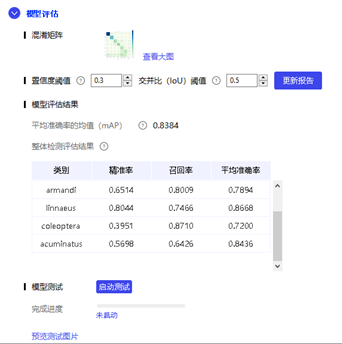 模型评估
混淆矩阵
查看大图
置信度阈值 ? 0.3 交并比（IoU）阈值 ? 0.5 更新报告
模型评估结果
平均准确率的均值（mAP） ? 0.8384
整体检测评估结果 ?
类别 精准率 召回率 平均准确率
armandi 0.6514 0.8009 0.7894
linnaeus 0.8044 0.7466 0.8668
coleoptera 0.3951 0.8710 0.7200
acuminatus 0.5698 0.6426 0.8436
模型测试 启动测试
完成进度
未启动
预览测试图片